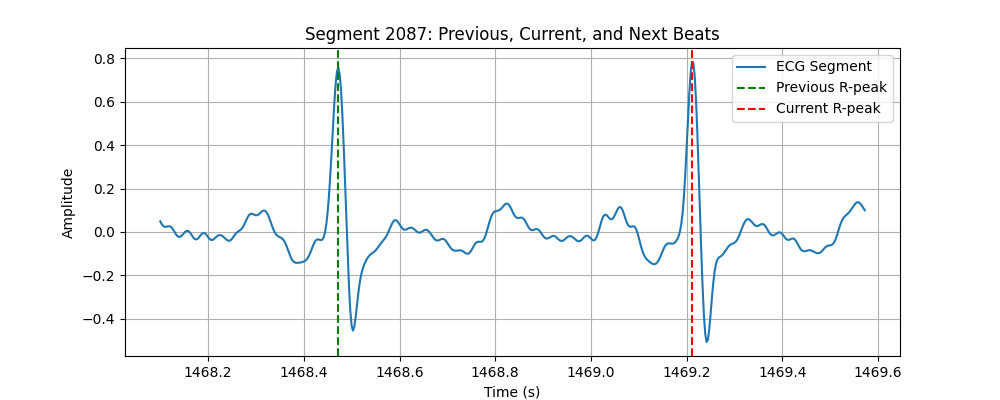 Segment 2087: Previous, Current, and Next Beats
ECG Segment
Previous R-peak
Current R-peak
Amplitude
0.8
0.6
0.4
0.2
0.0
−0.2
−0.4
1468.2 1468.4 1468.6 1468.8 1469.0 1469.2 1469.4 1469.6
Time (s)